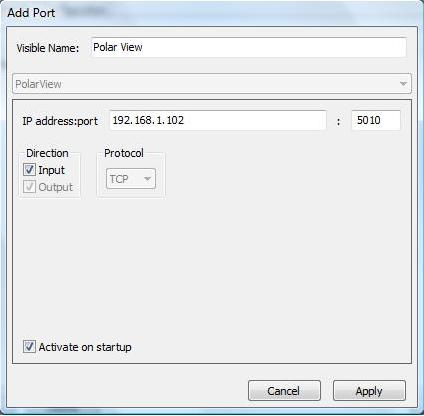 Add Port
Visible Name: Polar View
PolarView
IP address:port 192.168.1.102 : 5010
Direction Protocol
Input
TCP
Output
Activate on startup
Cancel Apply